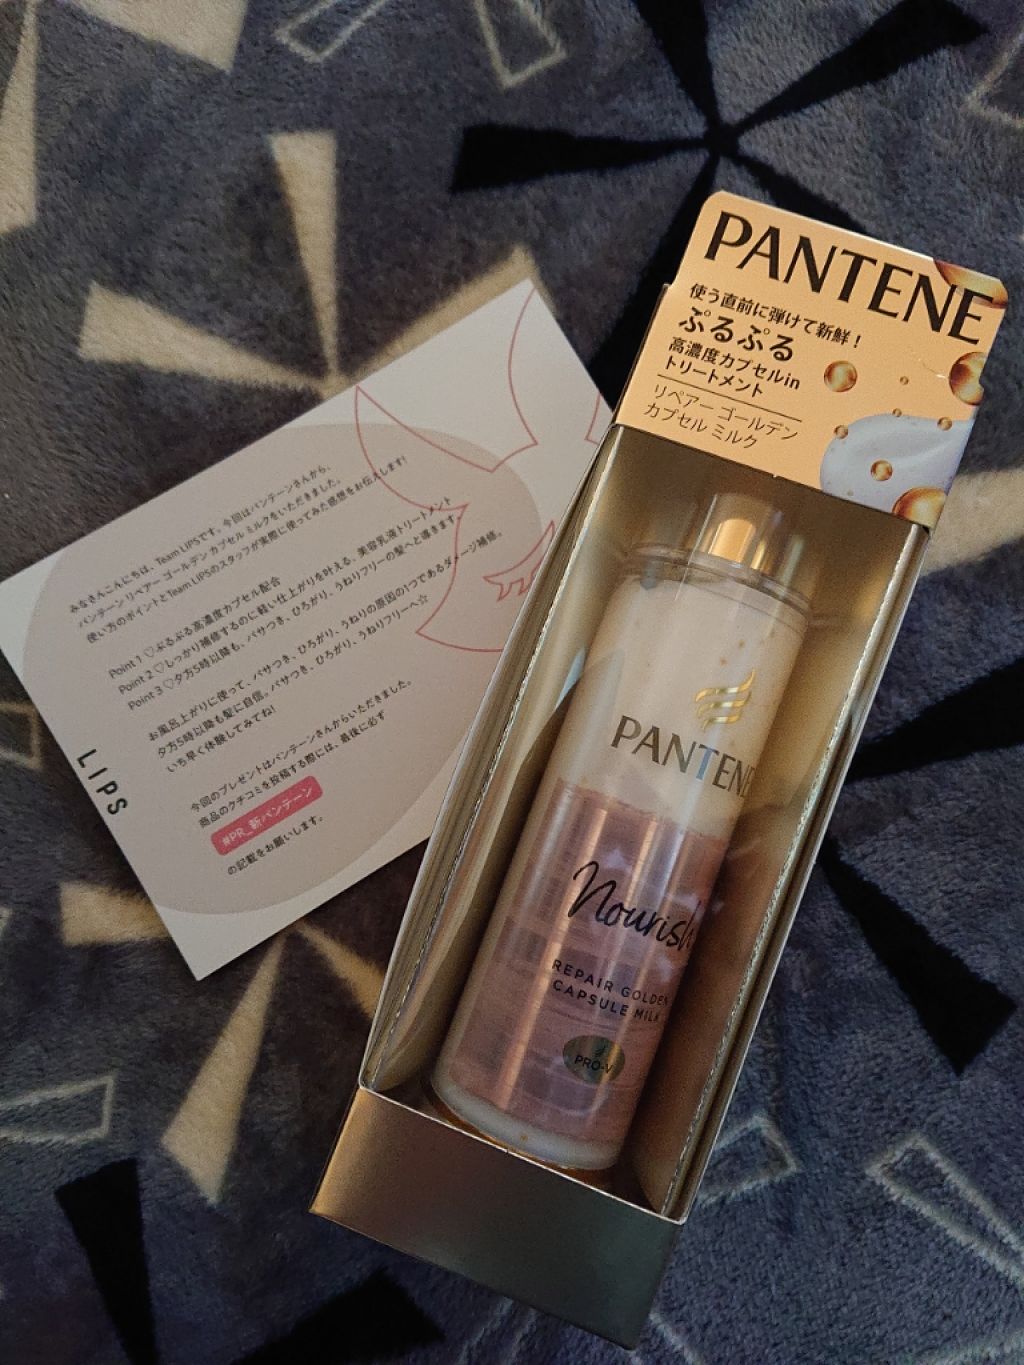 PANTENE
使う直前に弾けて新鮮！
ぷるぷる
高濃度カプセルin
トリートメント
リペアー ゴールデン
カプセル ミルク
みなさんこんにちは、Team LIPSです。今回はパンテーンさんから、
パンテーン リペアー ゴールデン カプセル ミルクをいただきました。
使い方のポイントとTeam LIPSのスタッフが実際に使ってみた感想をお伝えします!
Point 1 ♡ぷるぷる高濃度カプセル配合
Point 2 ♡しっかり補修するのに軽い仕上がりを叶える、美容乳液トリートメント
Point 3 ♡夕方5時以降も、パサつき、ひろがり、うねりフリーの髪へと導きます。
お風呂上がりに使って、パサつき、ひろがり、うねりの原因の1つであるダメージ補修。
夕方5時以降も髪に自信。パサつき、ひろがり、うねりフリーへ☆
いち早く体験してみてね!
今回のプレゼントはパンテーンさんからいただきました。
商品のクチコミを投稿する際には、最後に必ず
#PR_新パンテーン
の記載をお願いします。
LIPS
PANTENE
Nourish
REPAIR GOLDEN
CAPSULE MILK
PRO-V